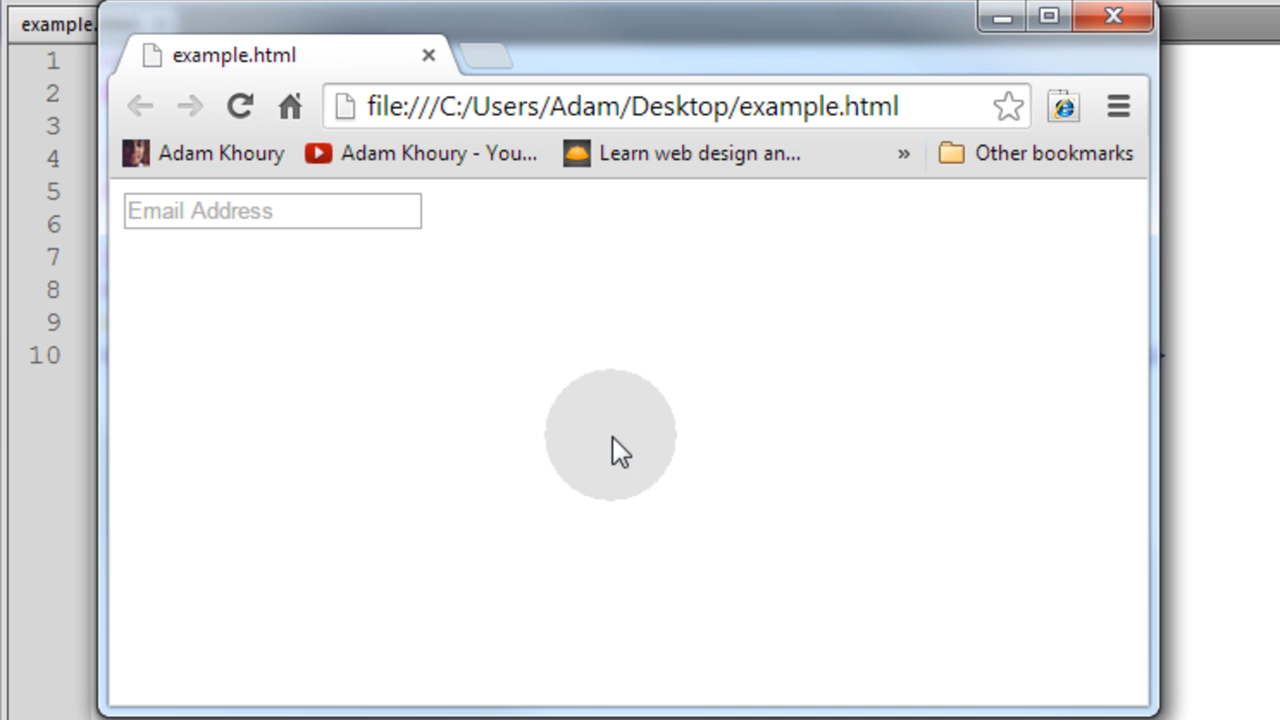 example.
example.html
file:///C:/Users/Adam/Desktop/example.html
Adam Khoury
Adam Khoury - You...
Learn web design an...
»
Other bookmarks
Email Address
1
2
3
4
5
6
7
8
9
10